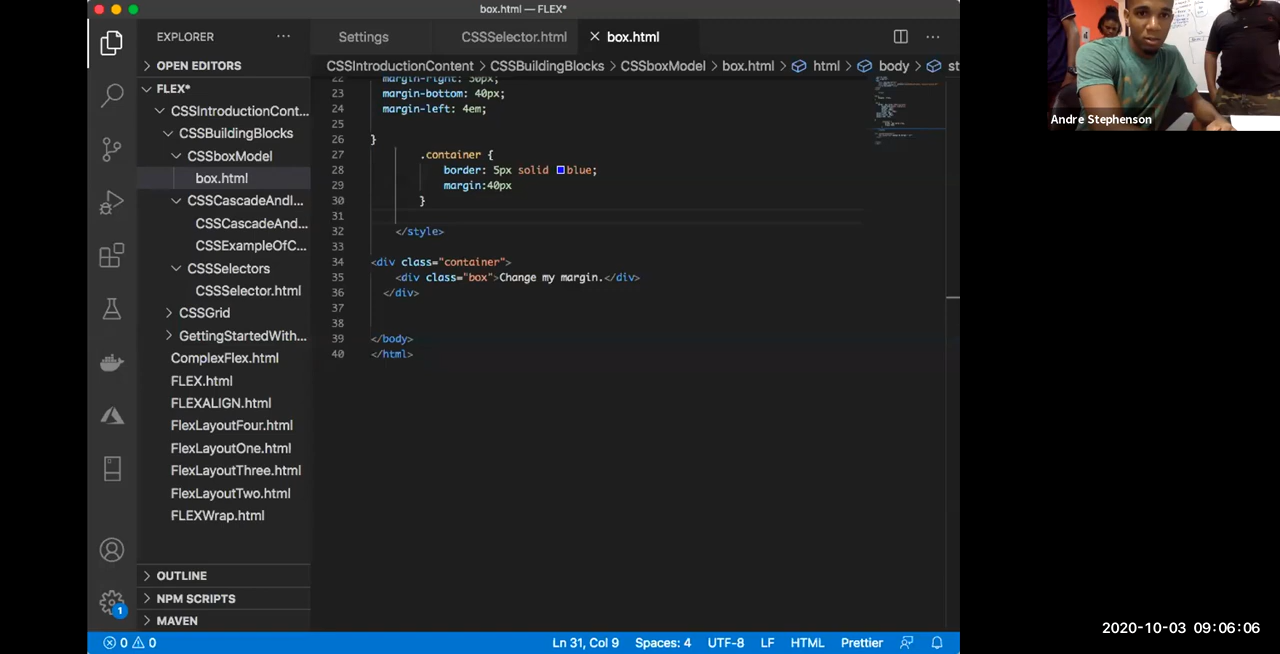 box.html — FLEX*
EXPLORER
Settings
CSSSelector.html
box.html
CSSIntroductionContent > CSSBuildingBlocks > CSSboxModel > box.html > html > body > st
OPEN EDITORS
FLEX*
CSSIntroductionCont...
CSSBuildingBlocks
CSSboxModel
box.html
CSSCascadeAndI...
CSSCascadeAnd...
CSSExampleOfC...
CSSSelectors
CSSSelector.html
CSSGrid
GettingStartedWith...
ComplexFlex.html
FLEX.html
FLEXALIGN.html
FlexLayoutFour.html
FlexLayoutOne.html
FlexLayoutThree.html
FlexLayoutTwo.html
FLEXWrap.html
OUTLINE
NPM SCRIPTS
MAVEN
22 margin-right: 30px;
23 margin-bottom: 40px;
24 margin-left: 4em;
25
26 }
27 .container {
28 border: 5px solid blue;
29 margin:40px
30 }
31
32 </style>
33
34 <div class="container">
35 <div class="box">Change my margin.</div>
36 </div>
37
38
39 </body>
40 </html>
1
0 0
Ln 31, Col 9
Spaces: 4
UTF-8
LF
HTML
Prettier
Andre Stephenson
2020-10-03 09:06:06